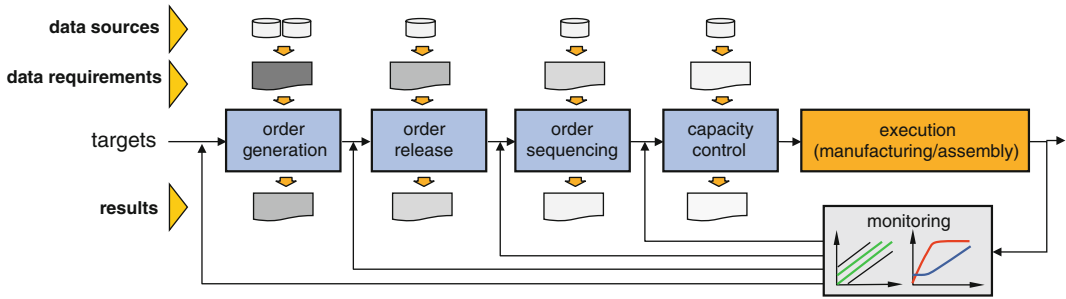 data sources
data requirements
targets
order
generation
order
release
order
sequencing
capacity
control
execution
(manufacturing/assembly)
results
monitoring